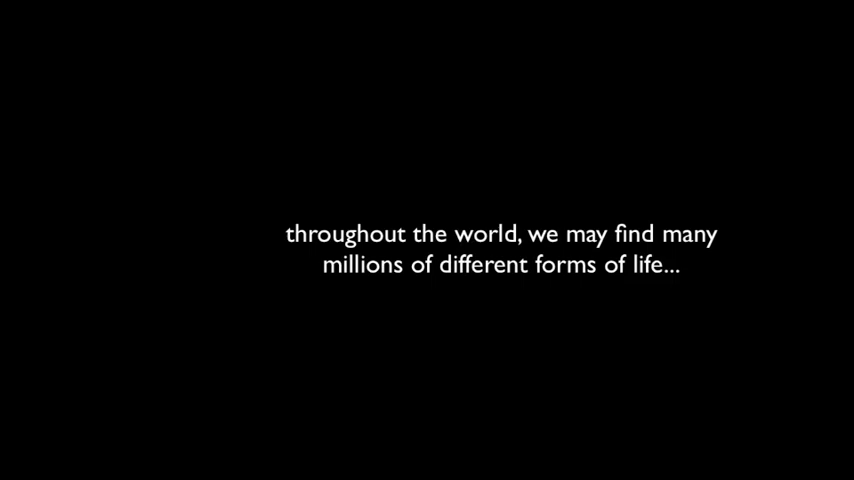 throughout the world, we may find many
millions of different forms of life...